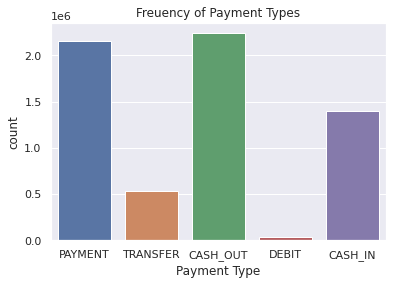 Freuency of Payment Types
1e6
2.0
1.5
1.0
0.5
0.0
count
PAYMENT TRANSFER CASH_OUT DEBIT CASH_IN
Payment Type